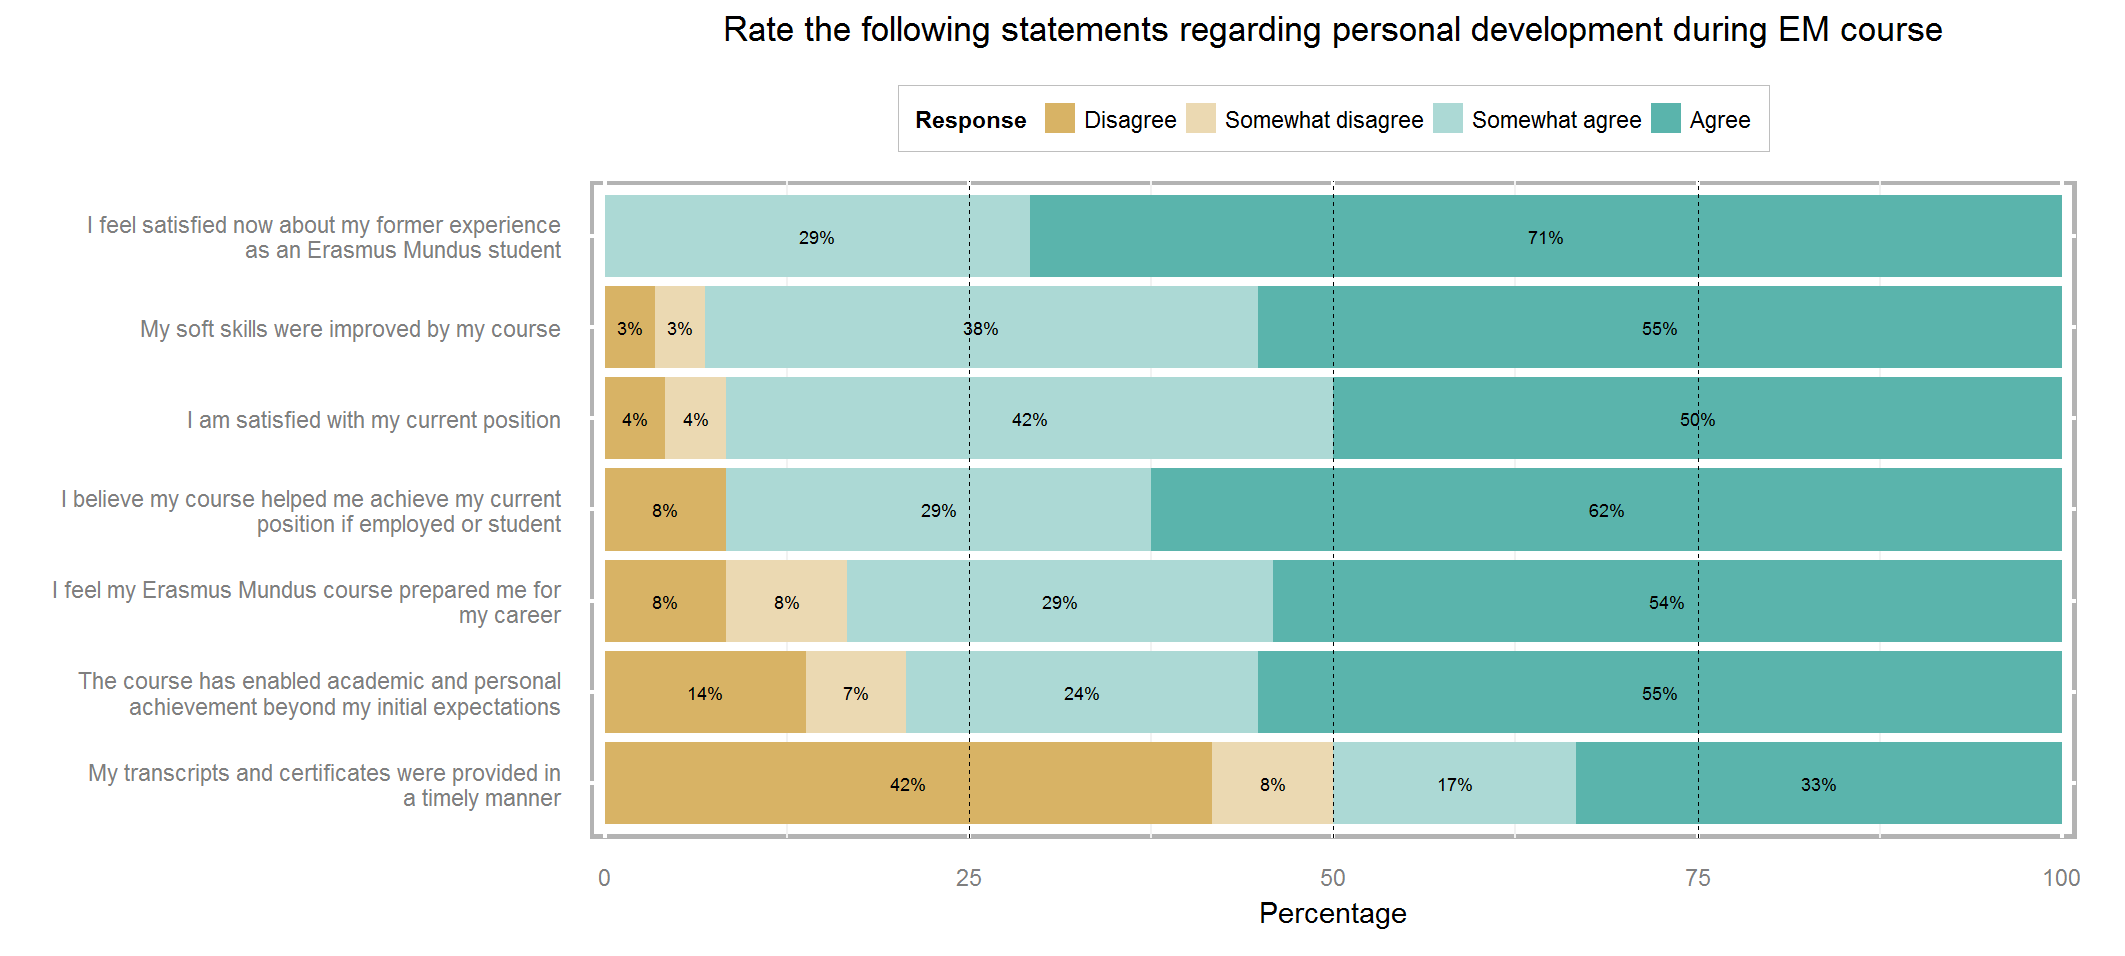 Rate the following statements regarding personal development during EM course
Response Disagree Somewhat disagree Somewhat agree Agree
I feel satisfied now about my former experience
as an Erasmus Mundus student
29% 71%
My soft skills were improved by my course
3% 3% 38% 55%
I am satisfied with my current position
4% 4% 42% 50%
I believe my course helped me achieve my current
position if employed or student
8% 29% 62%
I feel my Erasmus Mundus course prepared me for
my career
8% 8% 29% 54%
The course has enabled academic and personal
achievement beyond my initial expectations
14% 7% 24% 55%
My transcripts and certificates were provided in
a timely manner
42% 8% 17% 33%
0 25 50 75 100
Percentage